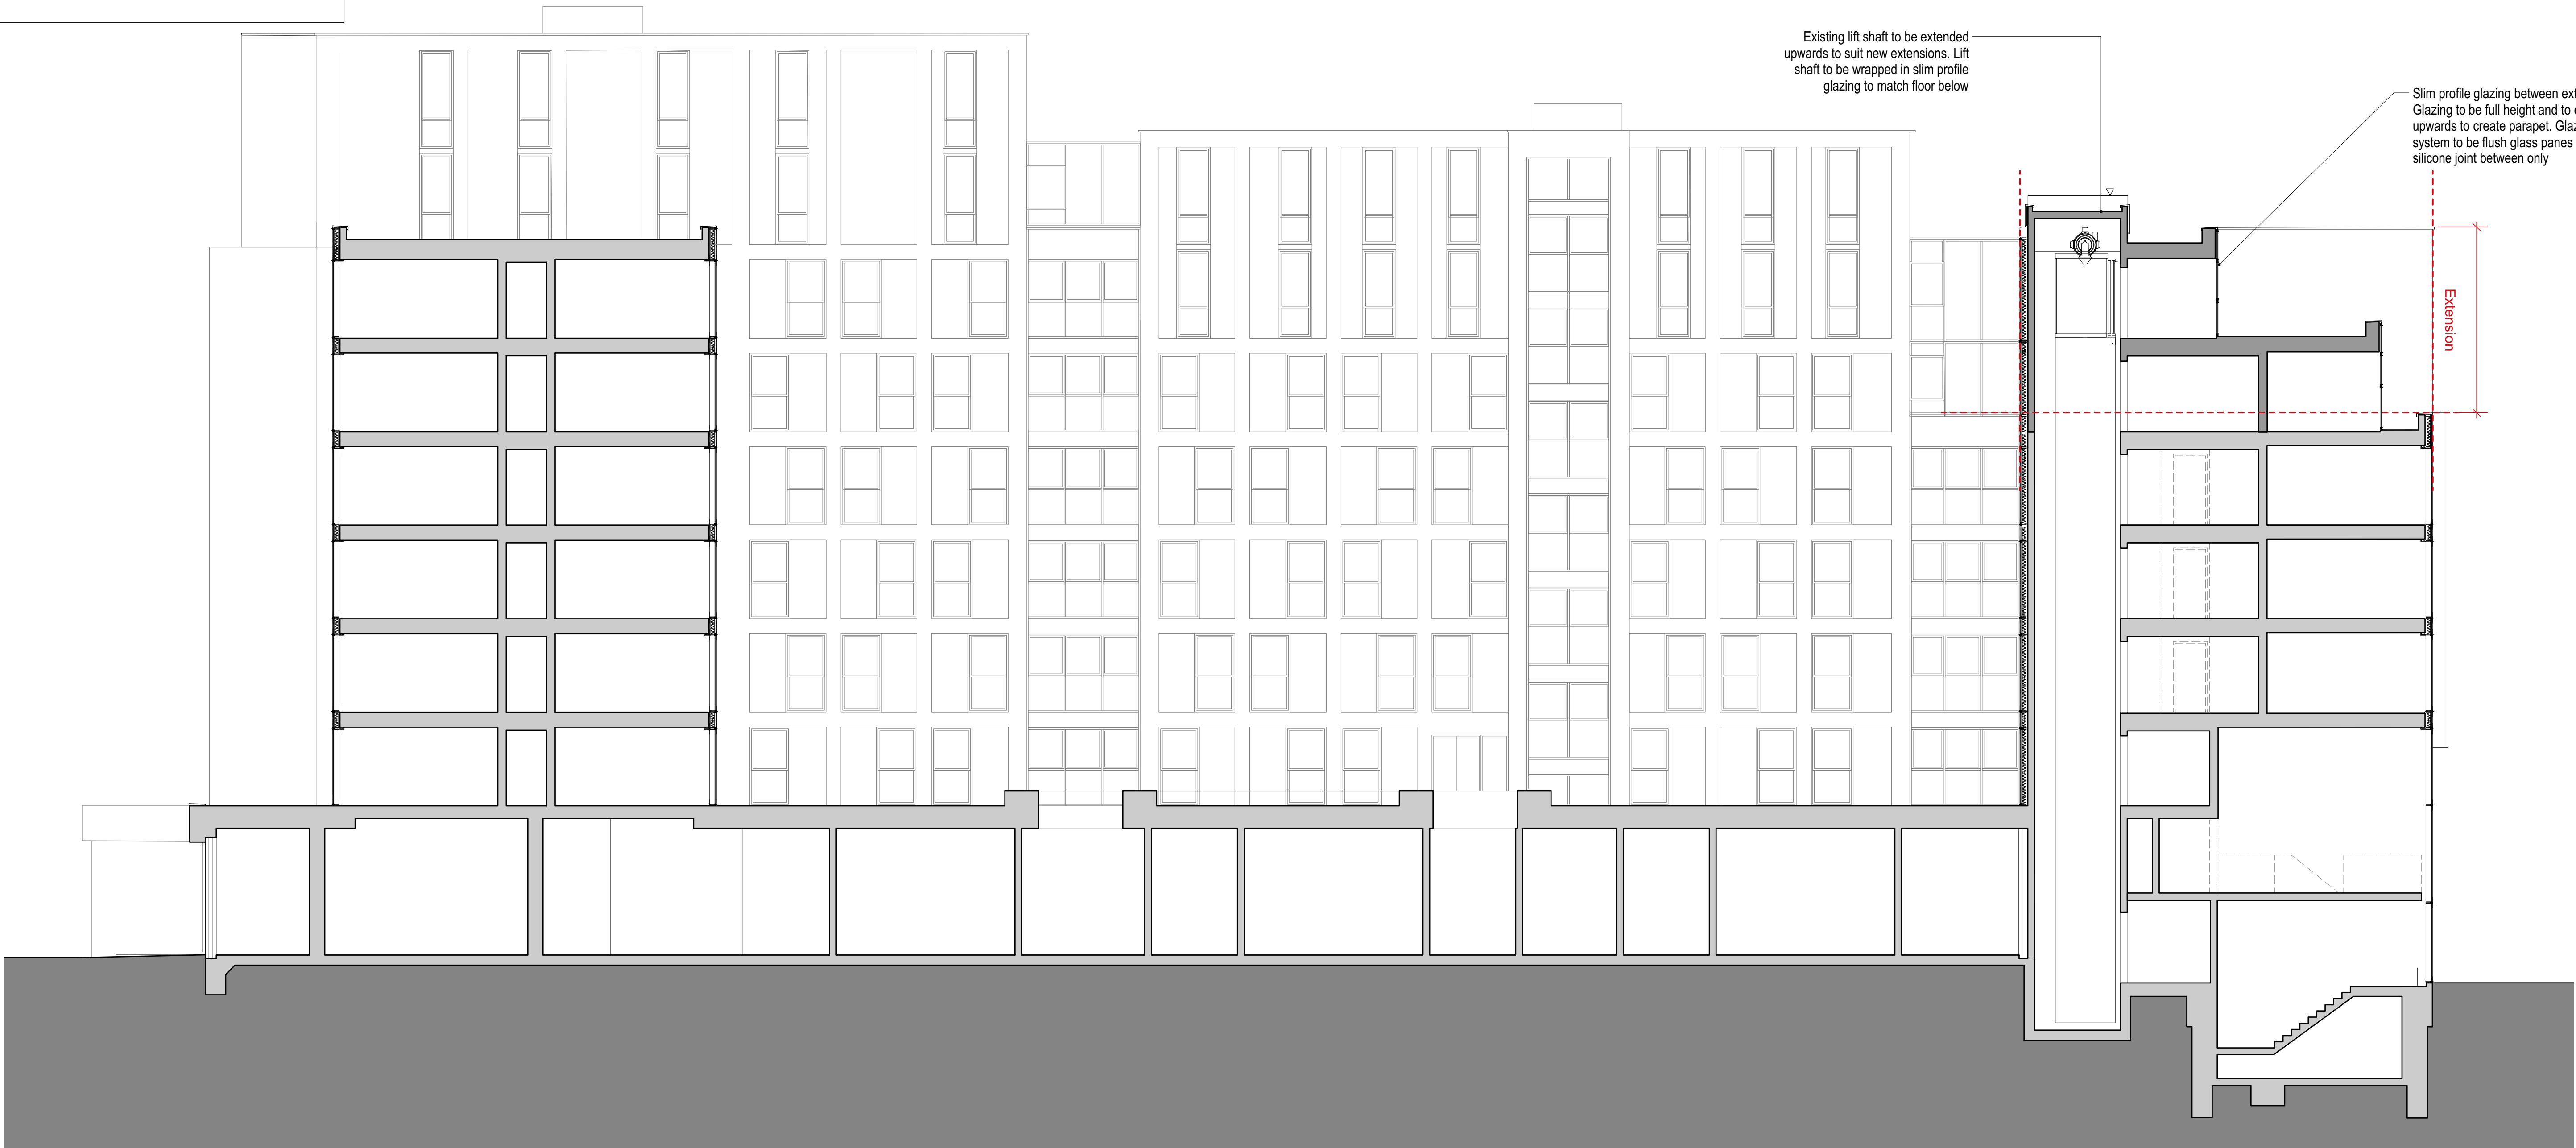 Existing lift shaft to be extended
upwards to suit new extensions. Lift
shaft to be wrapped in slim profile
glazing to match floor below
Slim profile glazing between
Glazing to be full height and to
upwards to create parapet.
system to be flush glass panes
silicone joint between only
Extension